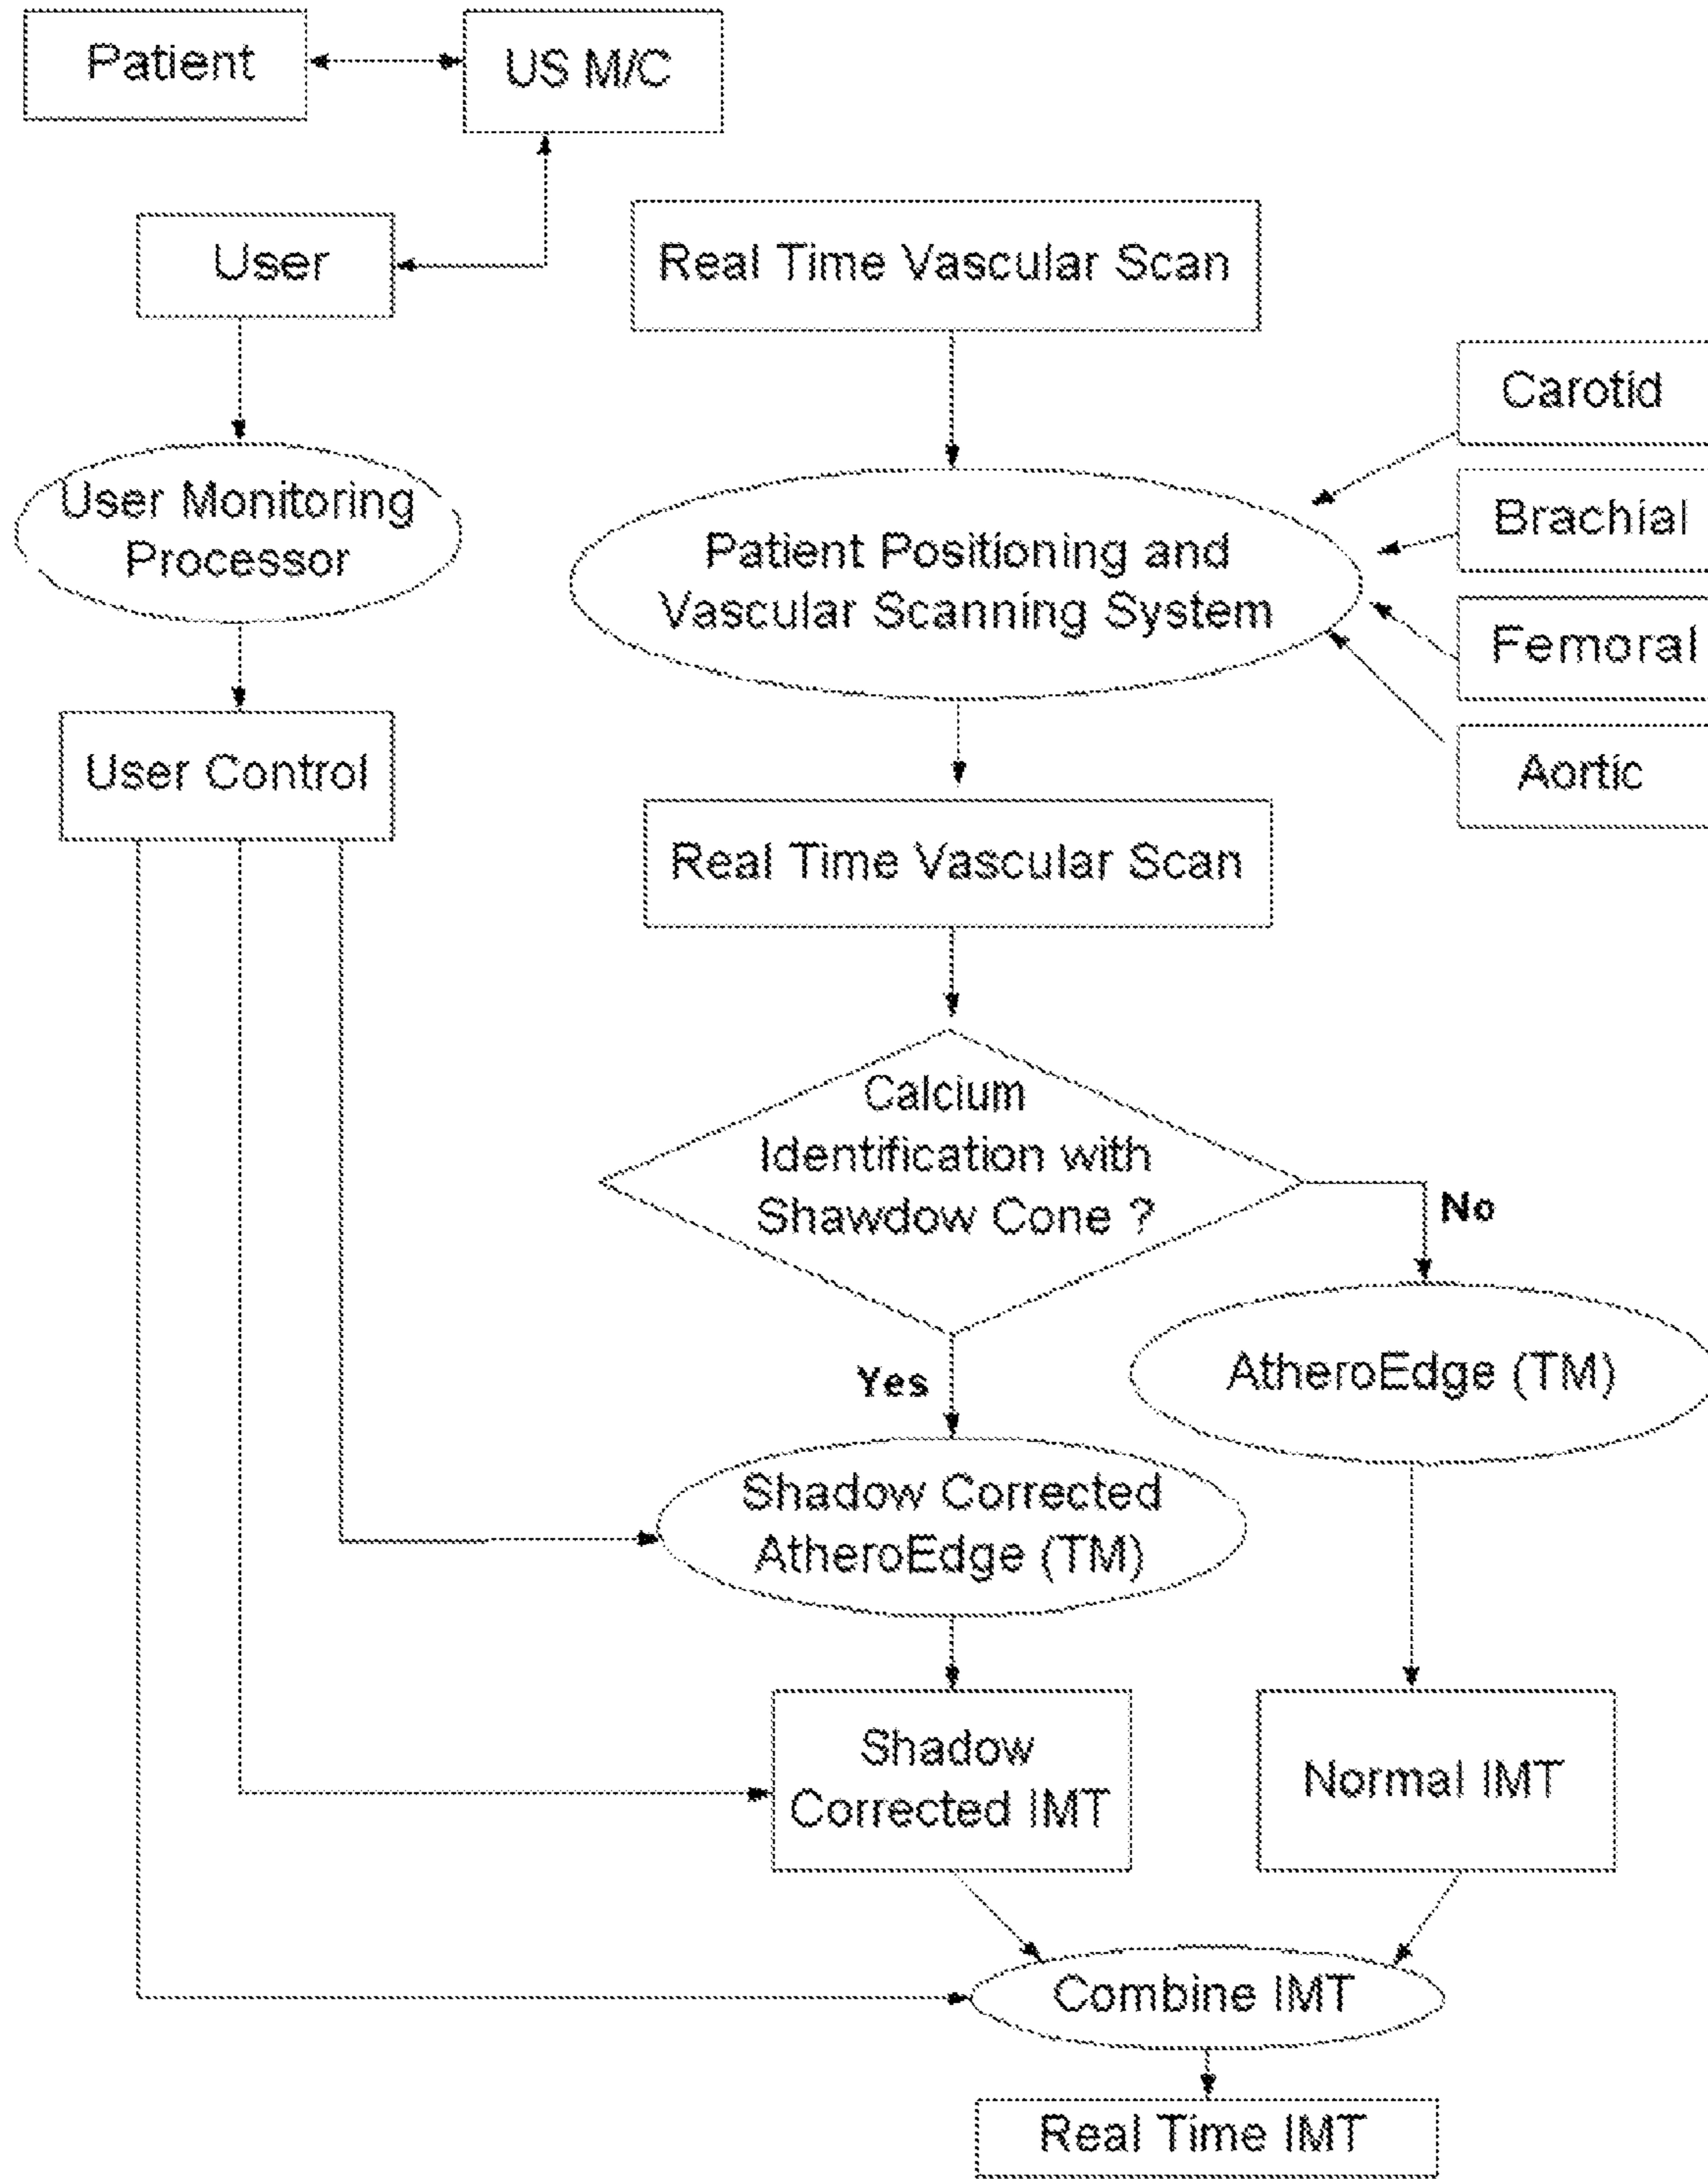 Patient
US M/C
User
Real Time Vascular Scan
Carotid
Brachial
Femoral
Aortic
User Monitoring
Processor
Patient Positioning and
Vascular Scanning System
User Control
Real Time Vascular Scan
Calcium
Identification with
Shawdow Cone ?
No
Yes
AtheroEdge (TM)
Shadow Corrected
AtheroEdge (TM)
Shadow
Corrected IMT
Normal IMT
Combine IMT
Real Time IMT